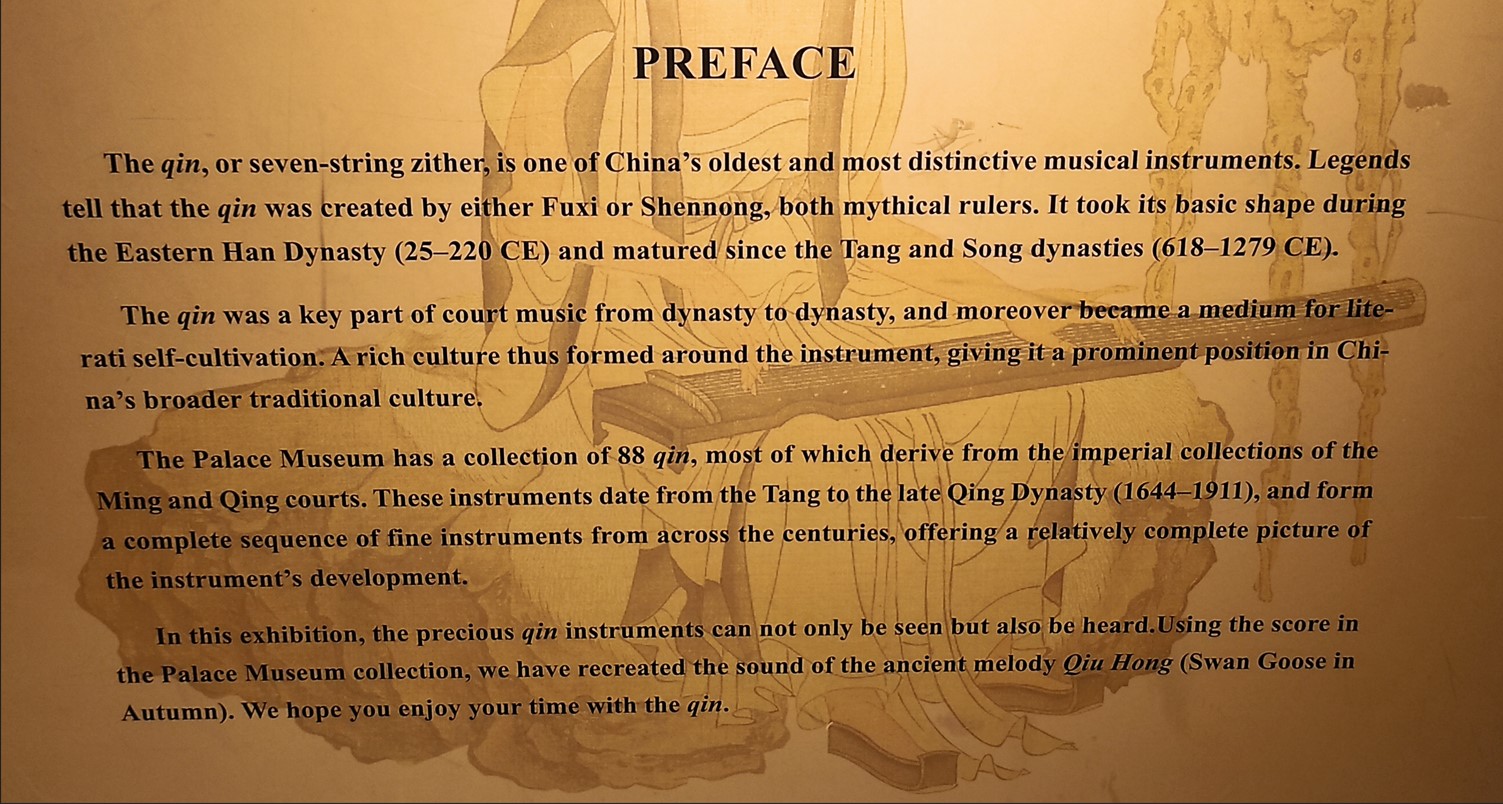 PREFACE
The qin, or seven-string zither, is one of China's oldest and most distinctive musical instruments. Legends
tell that the qin was created by either Fuxi or Shennong, both mythical rulers. It took its basic shape during
the Eastern Han Dynasty (25–220 CE) and matured since the Tang and Song dynasties (618–1279 CE).
The qin was a key part of court music from dynasty to dynasty, and moreover became a medium for lite-
rati self-cultivation. A rich culture thus formed around the instrument, giving it a prominent position in Chi-
na's broader traditional culture.
The Palace Museum has a collection of 88 qin, most of which derive from the imperial collections of the
Ming and Qing courts. These instruments date from the Tang to the late Qing Dynasty (1644–1911), and form
a complete sequence of fine instruments from across the centuries, offering a relatively complete picture of
the instrument's development.
In this exhibition, the precious qin instruments can not only be seen but also be heard.Using the score in
the Palace Museum collection, we have recreated the sound of the ancient melody Qiu Hong (Swan Goose in
Autumn). We hope you enjoy your time with the qin.